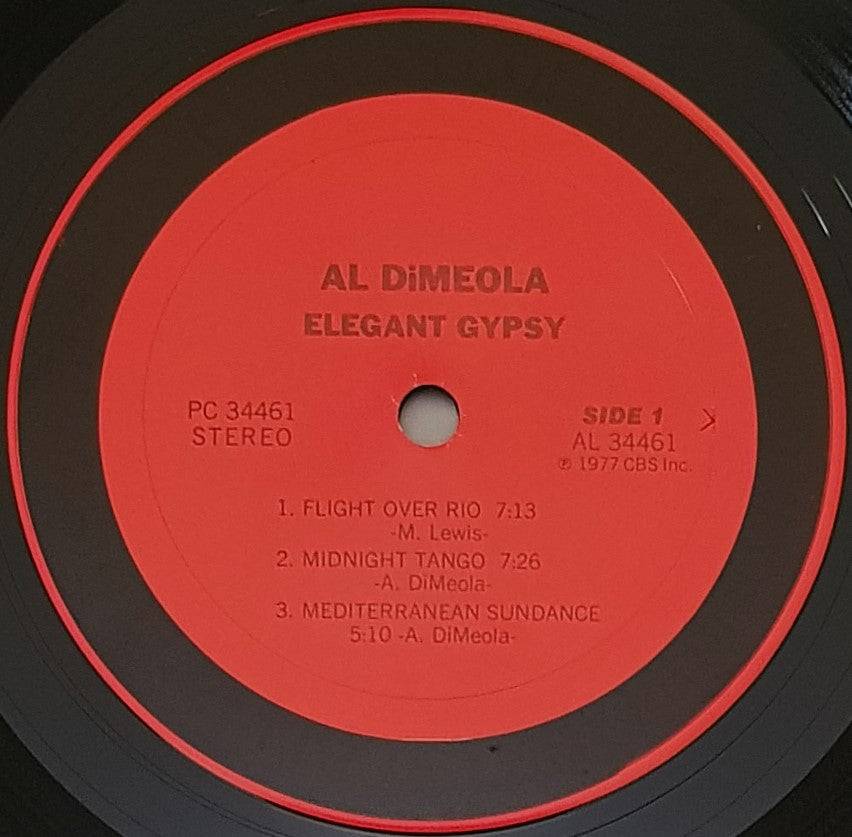 AL DiMEOLA
ELEGANT GYPSY
PC 34461
STEREO
SIDE 1
AL 34461
℗ 1977 CBS Inc.
1. FLIGHT OVER RIO 7:13
-M. Lewis-
2. MIDNIGHT TANGO 7:26
-A. DiMeola-
3. MEDITERRANEAN SUNDANCE
5:10 -A. DiMeola-